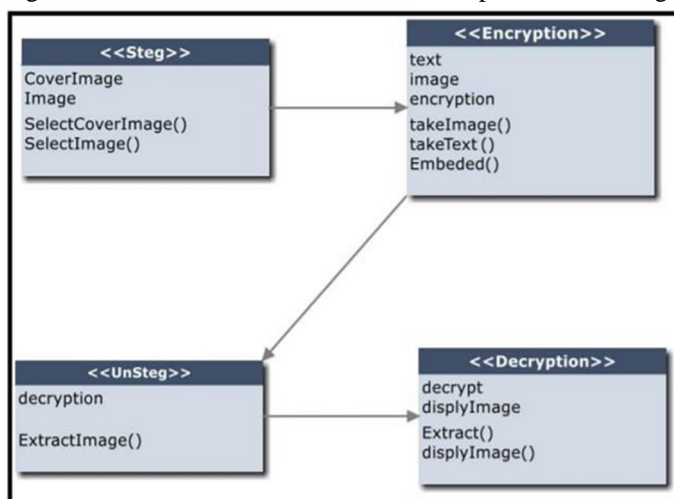 <<Steg>>
CoverImage
Image
SelectCoverImage()
SelectImage()
<<Encryption>>
text
image
encryption
takeImage()
takeText ()
Embeded()
<<UnSteg>>
decryption
ExtractImage()
<<Decryption>>
decrypt
displyImage
Extract()
displyImage()